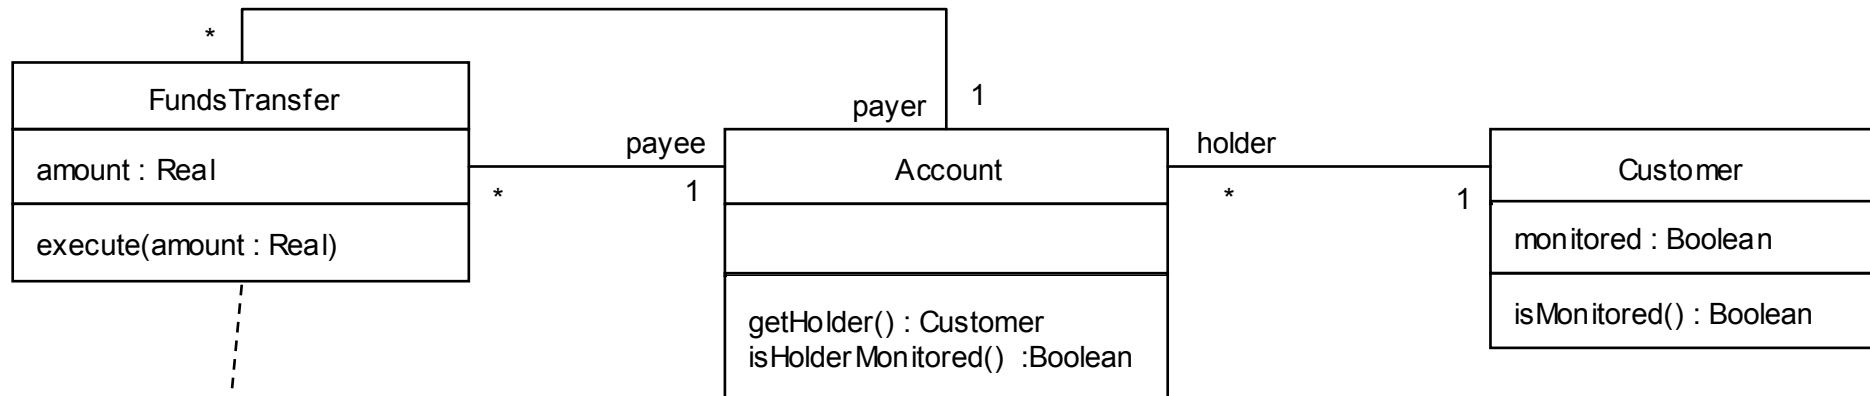 *
FundsTransfer
amount : Real
execute(amount : Real)
payer
1
payee
*
1
Account
getHolder() : Customer
isHolderMonitored() :Boolean
holder
*
1
Customer
monitored : Boolean
isMonitored() : Boolean